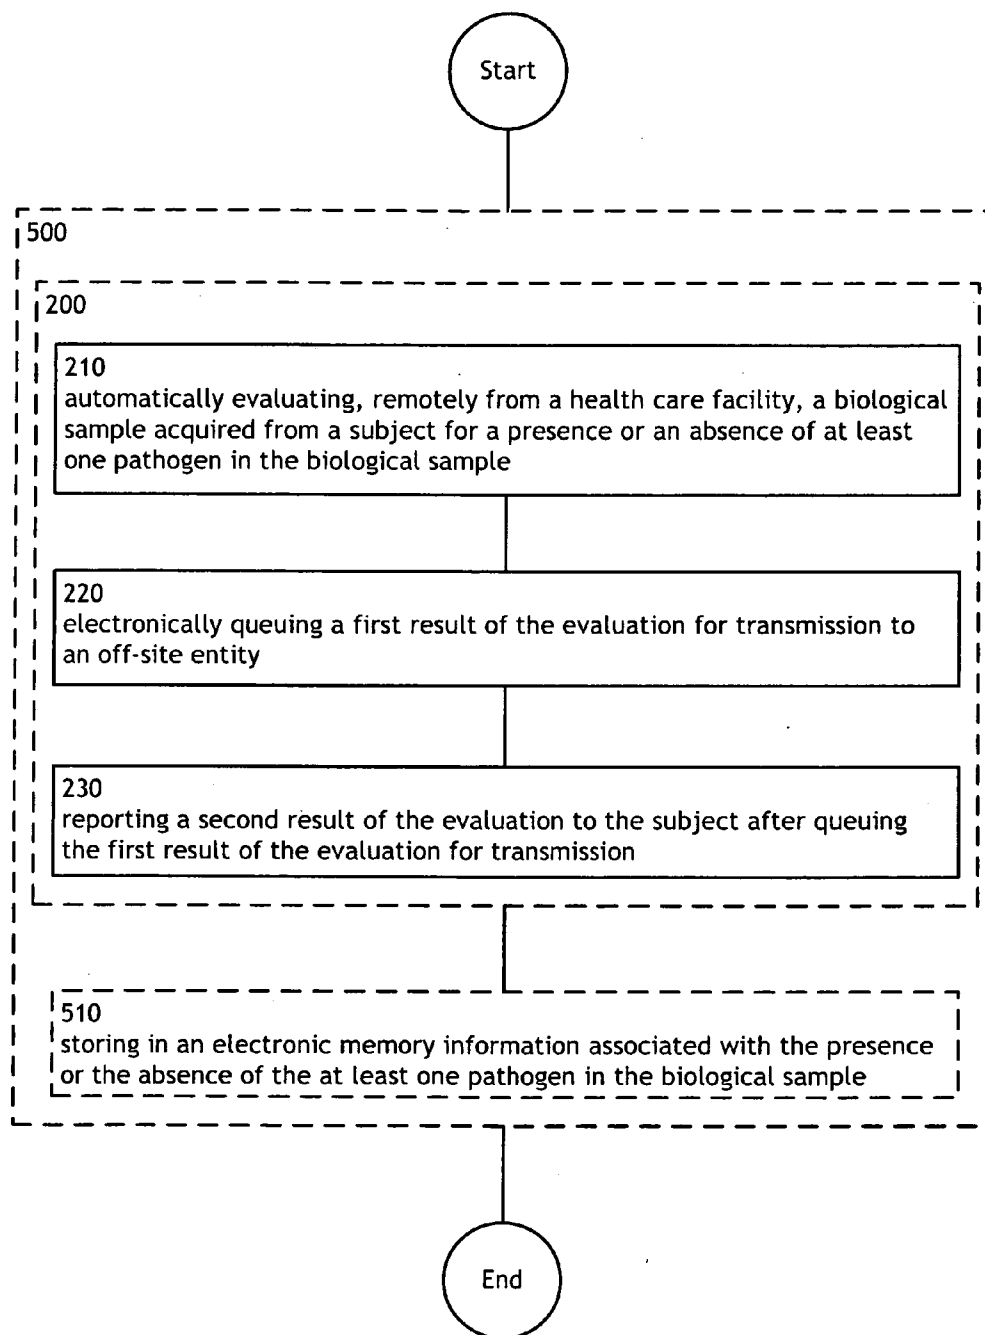 Start
500
200
210
automatically evaluating, remotely from a health care facility, a biological
sample acquired from a subject for a presence or an absence of at least
one pathogen in the biological sample
220
electronically queuing a first result of the evaluation for transmission to
an off-site entity
230
reporting a second result of the evaluation to the subject after queuing
the first result of the evaluation for transmission
510
storing in an electronic memory information associated with the presence
or the absence of the at least one pathogen in the biological sample
End